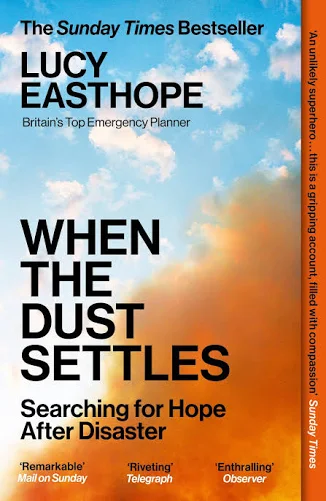 The Sunday Times Bestseller
LUCY
EASTHOPE
Britain's Top Emergency Planner
WHEN
THE
DUST
SETTLES
Searching for Hope
After Disaster
'Remarkable'
Mail on Sunday
'Riveting'
Telegraph
'Enthralling'
Observer
'An unlikely superhero... this is a gripping account, filled with compassion' Sunday Times